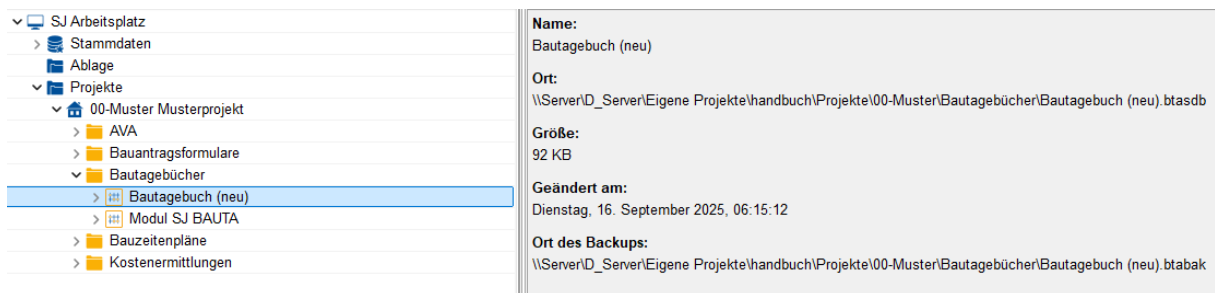 SJ Arbeitsplatz
Stammdaten
Ablage
Projekte
00-Muster Musterprojekt
AVA
Bauantragsformulare
Bautagebücher
Bautagebuch (neu)
Modul SJ BAUTA
Bauzeitenpläne
Kostenermittlungen
Name:
Bautagebuch (neu)
Ort:
\\Server\D_Server\Eigene Projekte\handbuch\Projekte\00-Muster\Bautagebücher\Bautagebuch (neu).btasdb
Größe:
92 KB
Geändert am:
Dienstag, 16. September 2025, 06:15:12
Ort des Backups:
\\Server\D_Server\Eigene Projekte\handbuch\Projekte\00-Muster\Bautagebücher\Bautagebuch (neu).btabak